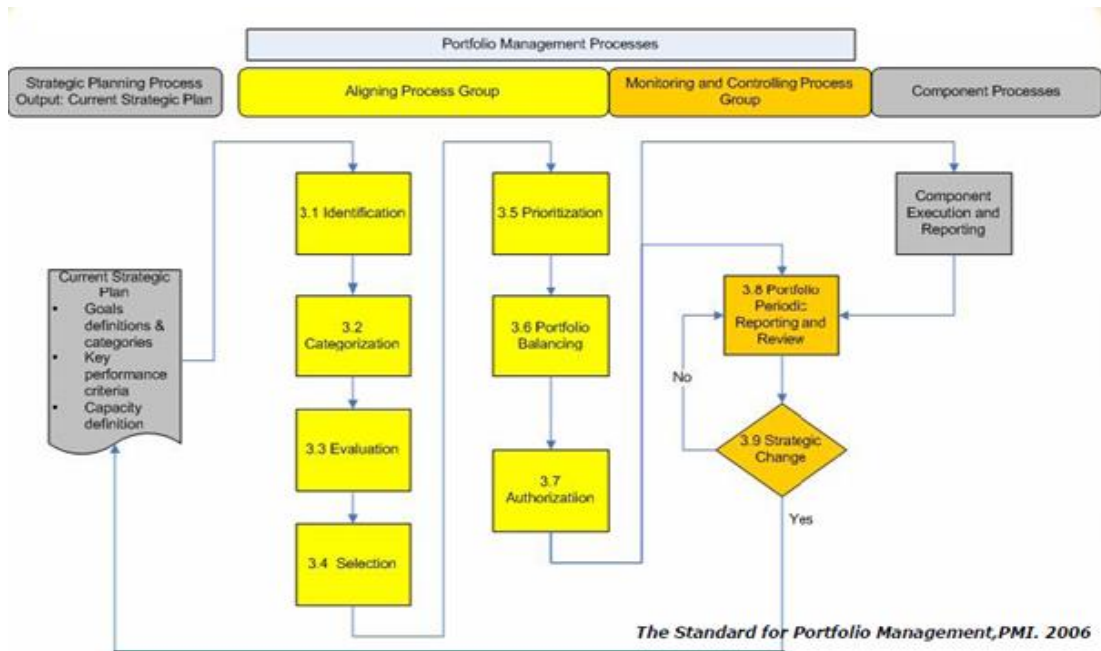 Portfolio Management Processes
Strategic Planning Process
Output: Current Strategic Plan
Aligning Process Group
Monitoring and Controlling Process
Group
Component Processes
Current Strategic
Plan
▪ Goals
definitions &
categories
▪ Key
performance
criteria
▪ Capacity
definition
3.1 Identification
3.2
Categorization
3.3 Evaluation
3.4 Selection
3.5 Prioritization
3.6 Portfolio
Balancing
3.7
Authorizatiion
Component
Execution and
Reporting
3.8 Portfolio
Periodic
Reporting and
Review
No
3.9 Strategic
Change
Yes
The Standard for Portfolio Management,PMI. 2006